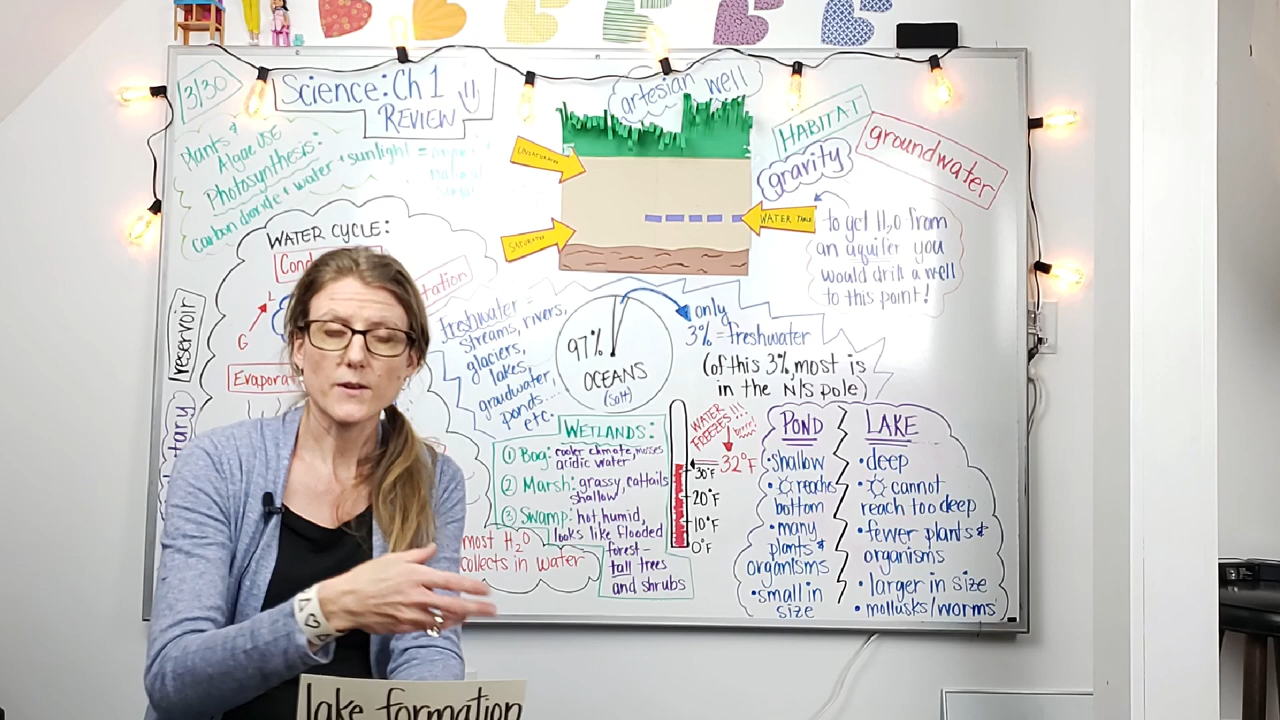 3/30
Science: Ch 1
REVIEW
artesian well
HABITAT
gravity
groundwater
Plants &
Algae USE
Photosynthesis:
carbon dioxide + water + sunlight =
UNSATURATED
SATURATED
WATER TABLE
to get H₂O from
an aquifer you
would drill a well
to this point!
WATER CYCLE:
Cond
tation
L
G
Evapora
reservoir
tary
freshwater =
streams, rivers,
glaciers,
lakes,
groudwater,
ponds....
etc.
97%
OCEANS
(Salt)
only
3% = freshwater
(of this 3%, most is
in the N/S pole)
WETLANDS:
① Bog: cooler climate, mosses
acidic water
② Marsh: grassy, cattails
shallow
③ Swamp: hot, humid,
looks like flooded
forest -
tall trees
and shrubs
most H₂O
collects in water
WATER
FREEZES!!!
brrr!
32°F
30°F
20°F
10°F
0°F
POND
• Shallow
• reaches
bottom
• many
plants &
organisms
• small in
size
LAKE
• deep
• cannot
reach too deep
• fewer plants &
organisms
• larger in size
• mollusks/worms
lake formation